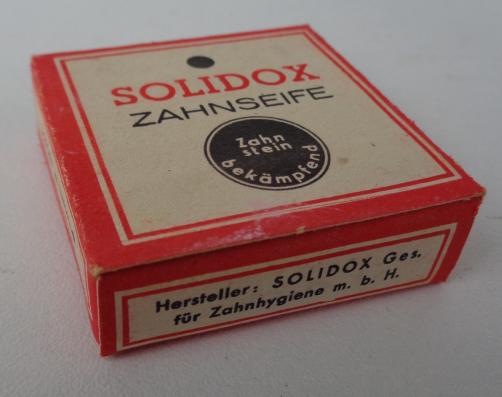 SOLIDOX
ZAHNSEIFE
Zahn
stein
bekämpfend
Hersteller: SOLIDOX Ges.
für Zahnhygiene m. b. H.